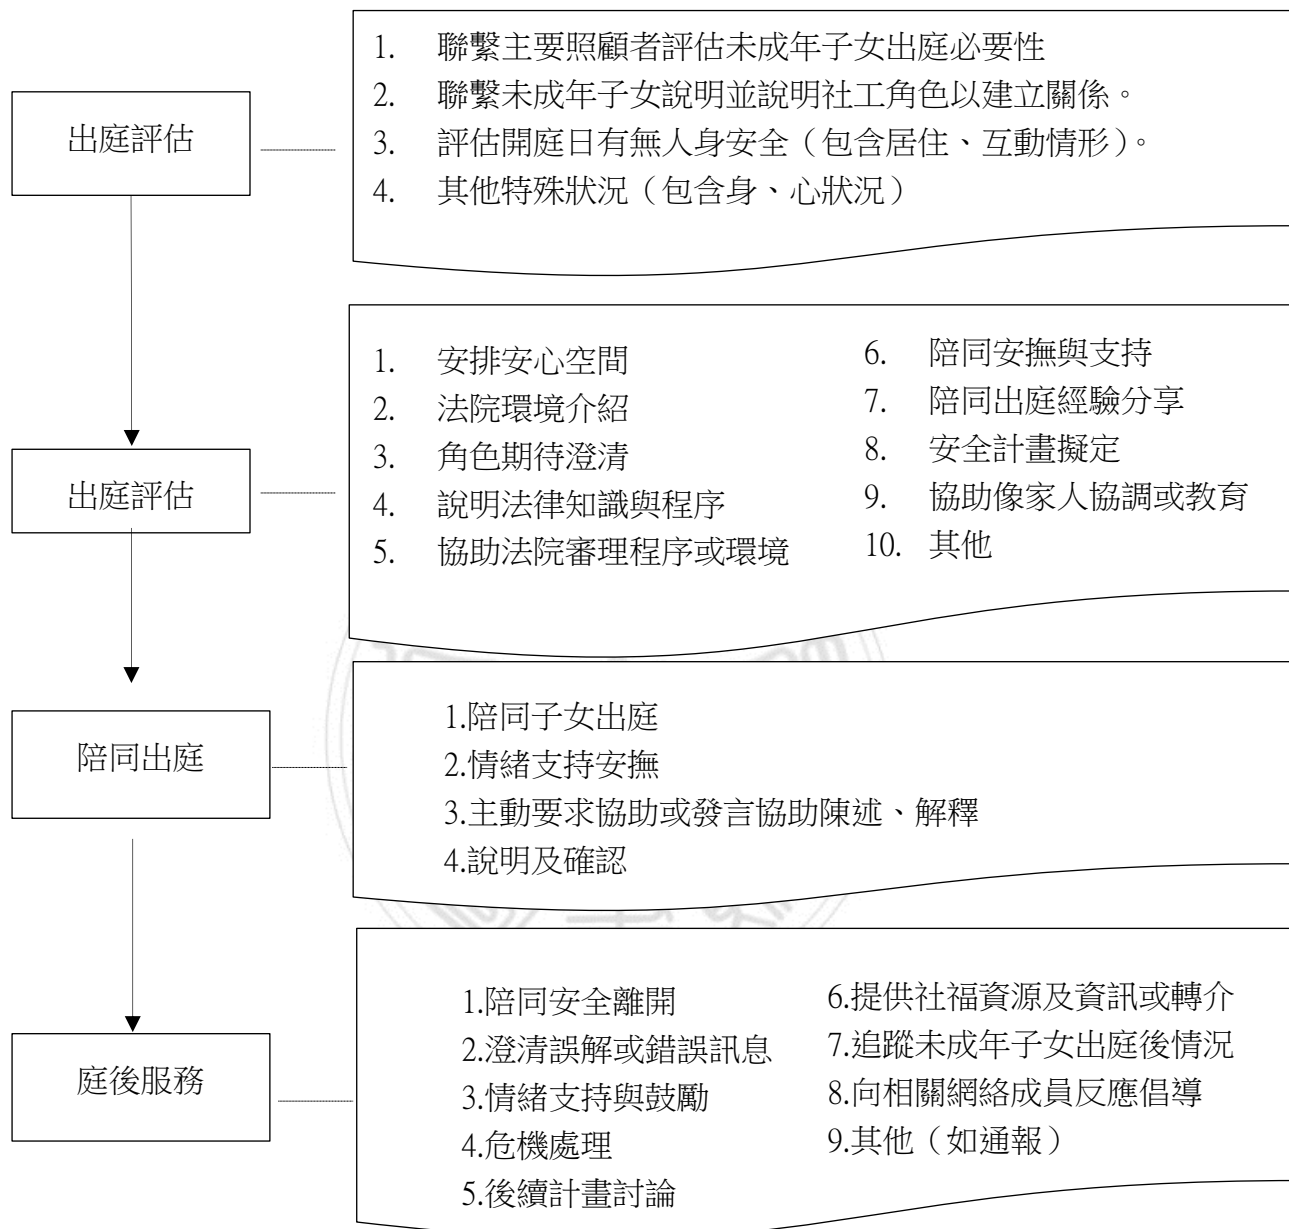 出庭評估
1. 聯繫主要照顧者評估未成年子女出庭必要性
2. 聯繫未成年子女說明並說明社工角色以建立關係。
3. 評估開庭日有無人身安全（包含居住、互動情形）。
4. 其他特殊狀況（包含身、心狀況）
出庭評估
1. 安排安心空間
2. 法院環境介紹
3. 角色期待澄清
4. 說明法律知識與程序
5. 協助法院審理程序或環境
6. 陪同安撫與支持
7. 陪同出庭經驗分享
8. 安全計畫擬定
9. 協助像家人協調或教育
10. 其他
陪同出庭
1.陪同子女出庭
2.情緒支持安撫
3.主動要求協助或發言協助陳述、解釋
4.說明及確認
庭後服務
1.陪同安全離開
2.澄清誤解或錯誤訊息
3.情緒支持與鼓勵
4.危機處理
5.後續計畫討論
6.提供社福資源及資訊或轉介
7.追蹤未成年子女出庭後情況
8.向相關網絡成員反應倡導
9.其他（如通報）